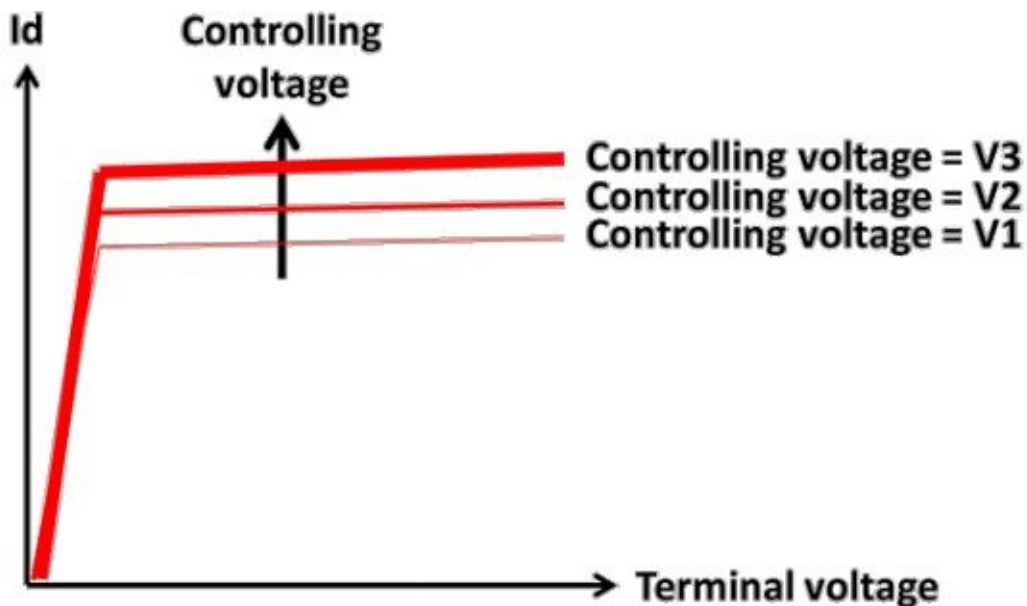 Id
Controlling
voltage
Controlling voltage = V3
Controlling voltage = V2
Controlling voltage = V1
Terminal voltage